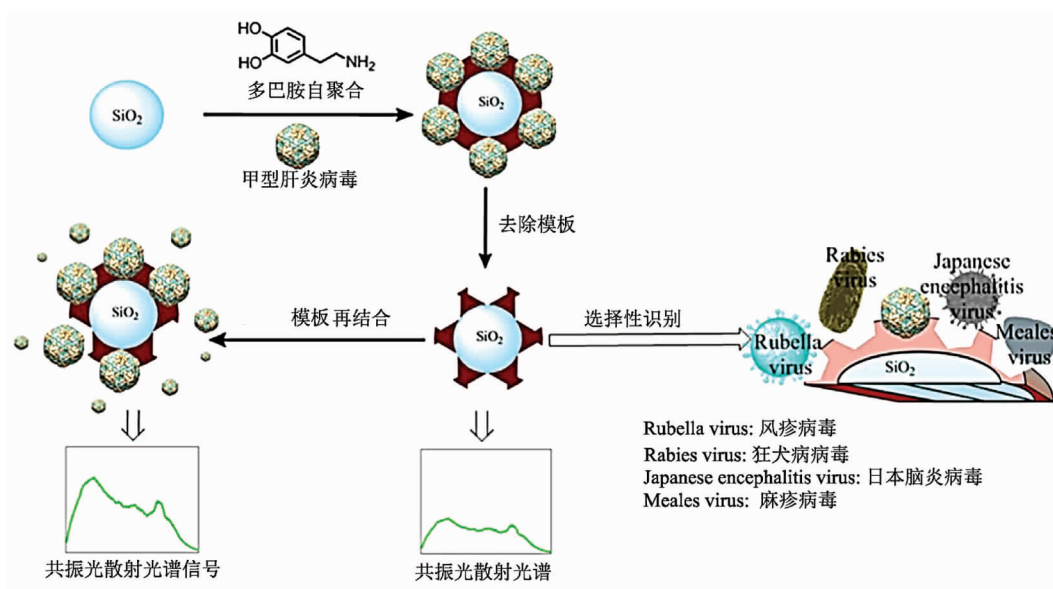 HO
HO
NH2
多巴胺自聚合
SiO2
SiO2
甲型肝炎病毒
去除模板
Rabies
virus
Japanese
encephalitis
virus
SiO2
模板再结合
SiO2
选择性识别
Rubella
virus
Meales
virus
SiO2
Rubella virus: 风疹病毒
Rabies virus: 狂犬病病毒
Japanese encephalitis virus: 日本脑炎病毒
Meales virus: 麻疹病毒
共振光散射光谱信号
共振光散射光谱